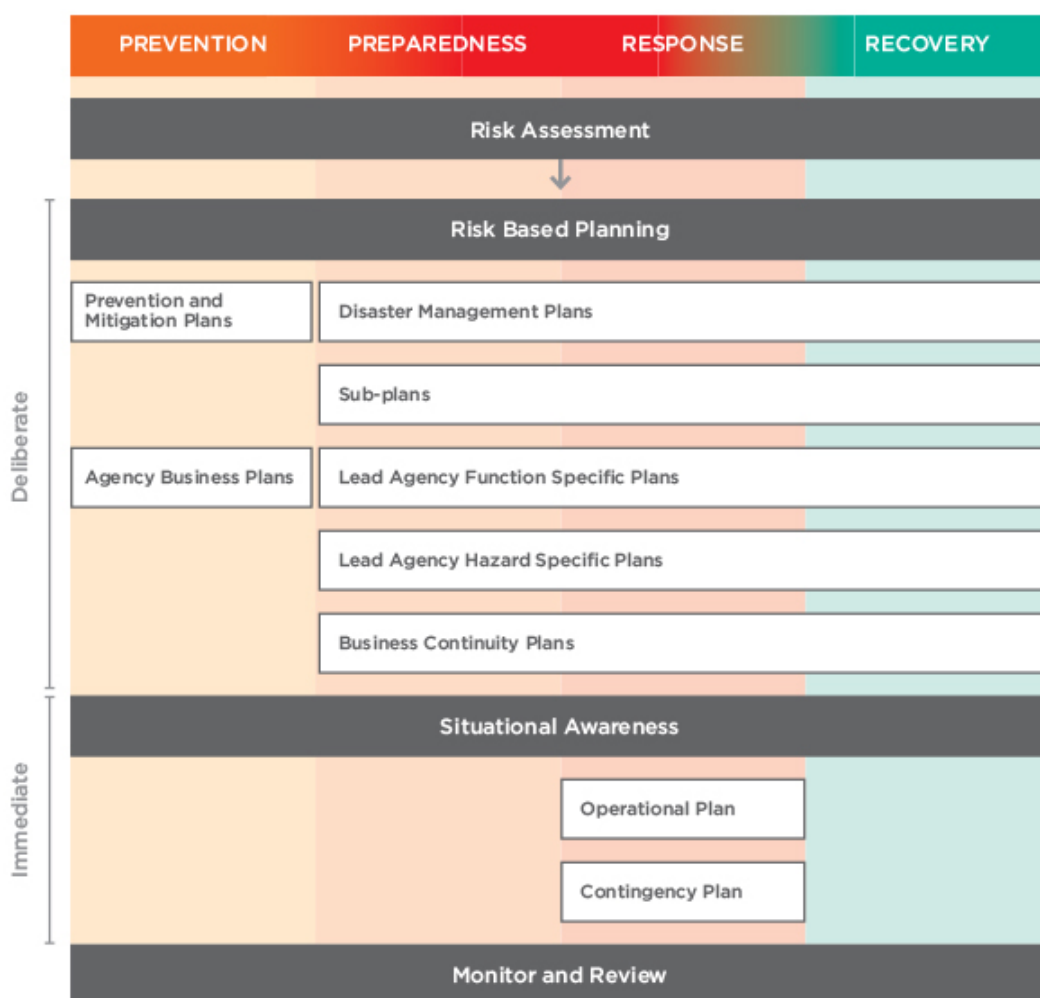 PREVENTION PREPAREDNESS RESPONSE RECOVERY
Risk Assessment
Risk Based Planning
Prevention and
Mitigation Plans
Disaster Management Plans
Sub-plans
Agency Business Plans
Lead Agency Function Specific Plans
Lead Agency Hazard Specific Plans
Business Continuity Plans
Deliberate
Situational Awareness
Operational Plan
Contingency Plan
Immediate
Monitor and Review